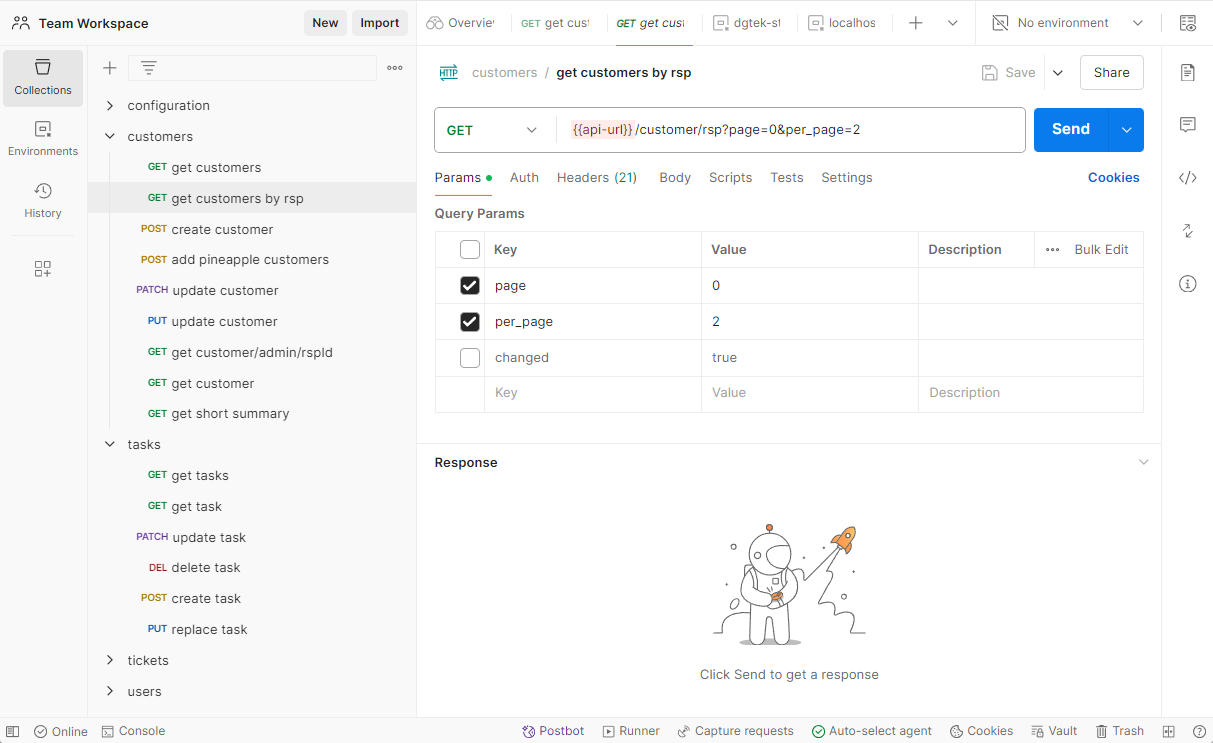 Team Workspace
New
Import
Overvie
GET get cust
GET get cust
dgtek-st
localhos
No environment
Collections
Environments
History
configuration
customers
GET get customers
GET get customers by rsp
POST create customer
POST add pineapple customers
PATCH update customer
PUT update customer
GET get customer/admin/rspId
GET get customer
GET get short summary
tasks
GET get tasks
GET get task
PATCH update task
DEL delete task
POST create task
PUT replace task
tickets
users
HTTP customers / get customers by rsp
Save
Share
GET
{{api-url}}/customer/rsp?page=0&per_page=2
Send
Params
Auth
Headers (21)
Body
Scripts
Tests
Settings
Cookies
Query Params
Key Value Description Bulk Edit
page 0
per_page 2
changed true
Key Value Description
Response
Click Send to get a response
Online
Console
Postbot
Runner
Capture requests
Auto-select agent
Cookies
Vault
Trash